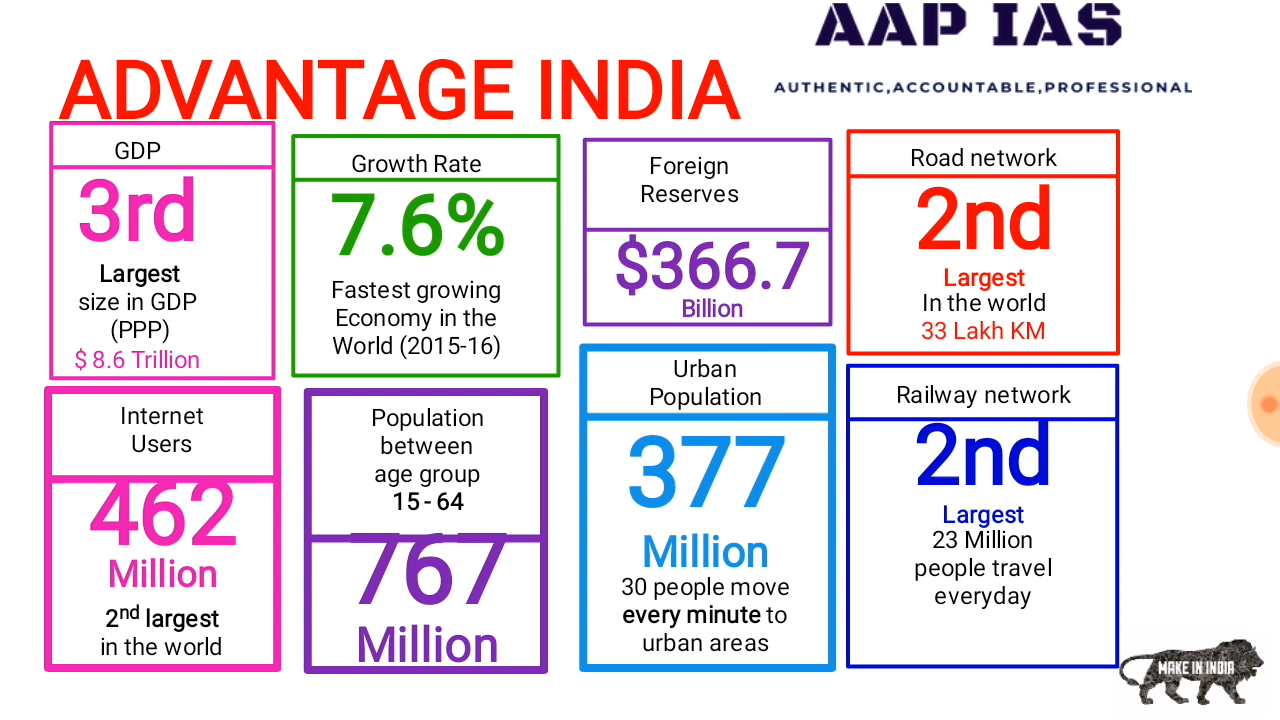 AAP IAS
AUTHENTIC,ACCOUNTABLE,PROFESSIONAL
ADVANTAGE INDIA
GDP
3rd
Largest
size in GDP
(PPP)
$ 8.6 Trillion
Growth Rate
7.6%
Fastest growing
Economy in the
World (2015-16)
Foreign
Reserves
$366.7
Billion
Road network
2nd
Largest
In the world
33 Lakh KM
Internet
Users
462
Million
2nd largest
in the world
Population
between
age group
15 - 64
767
Million
Urban
Population
377
Million
30 people move
every minute to
urban areas
Railway network
2nd
Largest
23 Million
people travel
everyday
MAKE IN INDIA